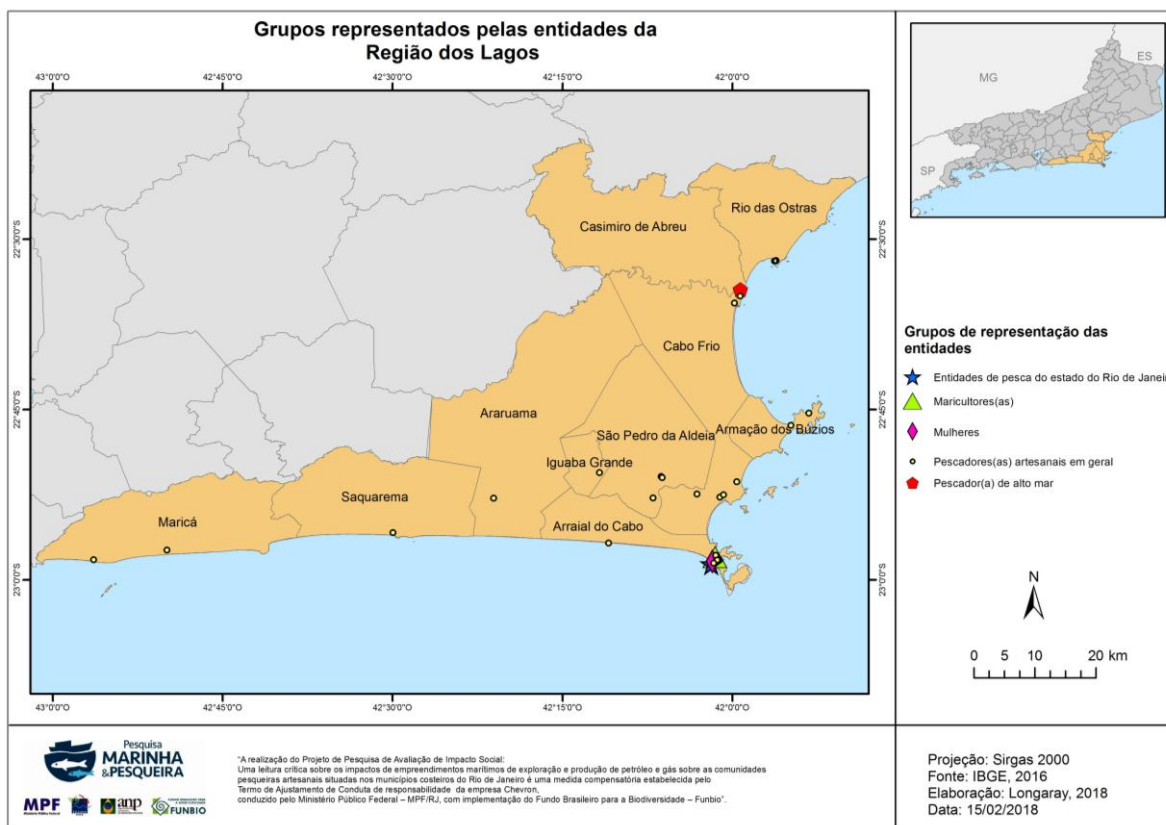 Grupos representados pelas entidades da
Região dos Lagos
43°0'0"O 42°45'0"O 42°30'0"O 42°15'0"O 42°0'0"O
22°30'0"S
22°45'0"S
23°0'0"S
Casimiro de Abreu
Rio das Ostras
Cabo Frio
Araruama
São Pedro da Aldeia
Armação dos Búzios
Iguaba Grande
Saquarema
Maricá
Arraial do Cabo
22°30'0"S
22°45'0"S
23°0'0"S
43°0'0"O 42°45'0"O 42°30'0"O 42°15'0"O 42°0'0"O
MG
ES
SP
Grupos de representação das
entidades
Entidades de pesca do estado do Rio de Janeir
Maricultores(as)
Mulheres
Pescadores(as) artesanais em geral
Pescador(a) de alto mar
N
0 5 10 20 km
Pesquisa
MARINHA
&PESQUEIRA
MPF
anp
FUNBIO
"A realização do Projeto de Pesquisa de Avaliação de Impacto Social:
Uma leitura crítica sobre os impactos de empreendimentos marítimos de exploração e produção de petróleo e gás sobre as comunidades
pesqueiras artesanais situadas nos municípios costeiros do Rio de Janeiro é uma medida compensatória estabelecida pelo
Termo de Ajustamento de Conduta de responsabilidade da empresa Chevron,
conduzido pelo Ministério Público Federal – MPF/RJ, com implementação do Fundo Brasileiro para a Biodiversidade – Funbio".
Projeção: Sirgas 2000
Fonte: IBGE, 2016
Elaboração: Longaray, 2018
Data: 15/02/2018